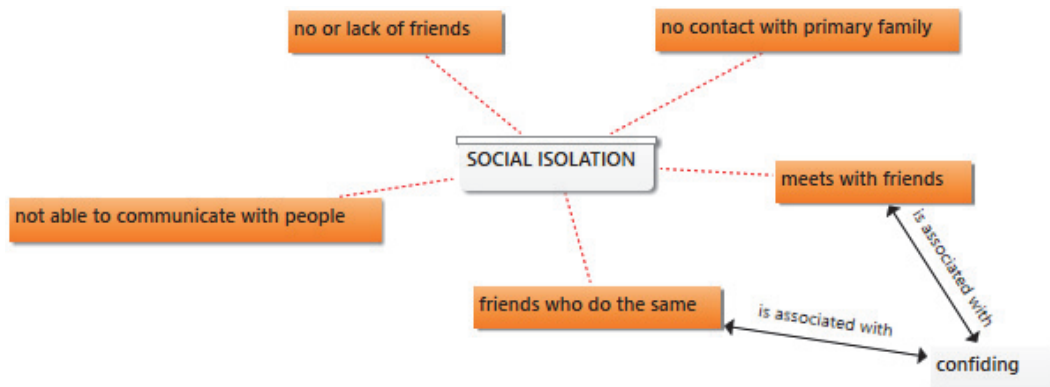 no or lack of friends
no contact with primary family
SOCIAL ISOLATION
meets with friends
not able to communicate with people
is associated with
friends who do the same
is associated with
confiding